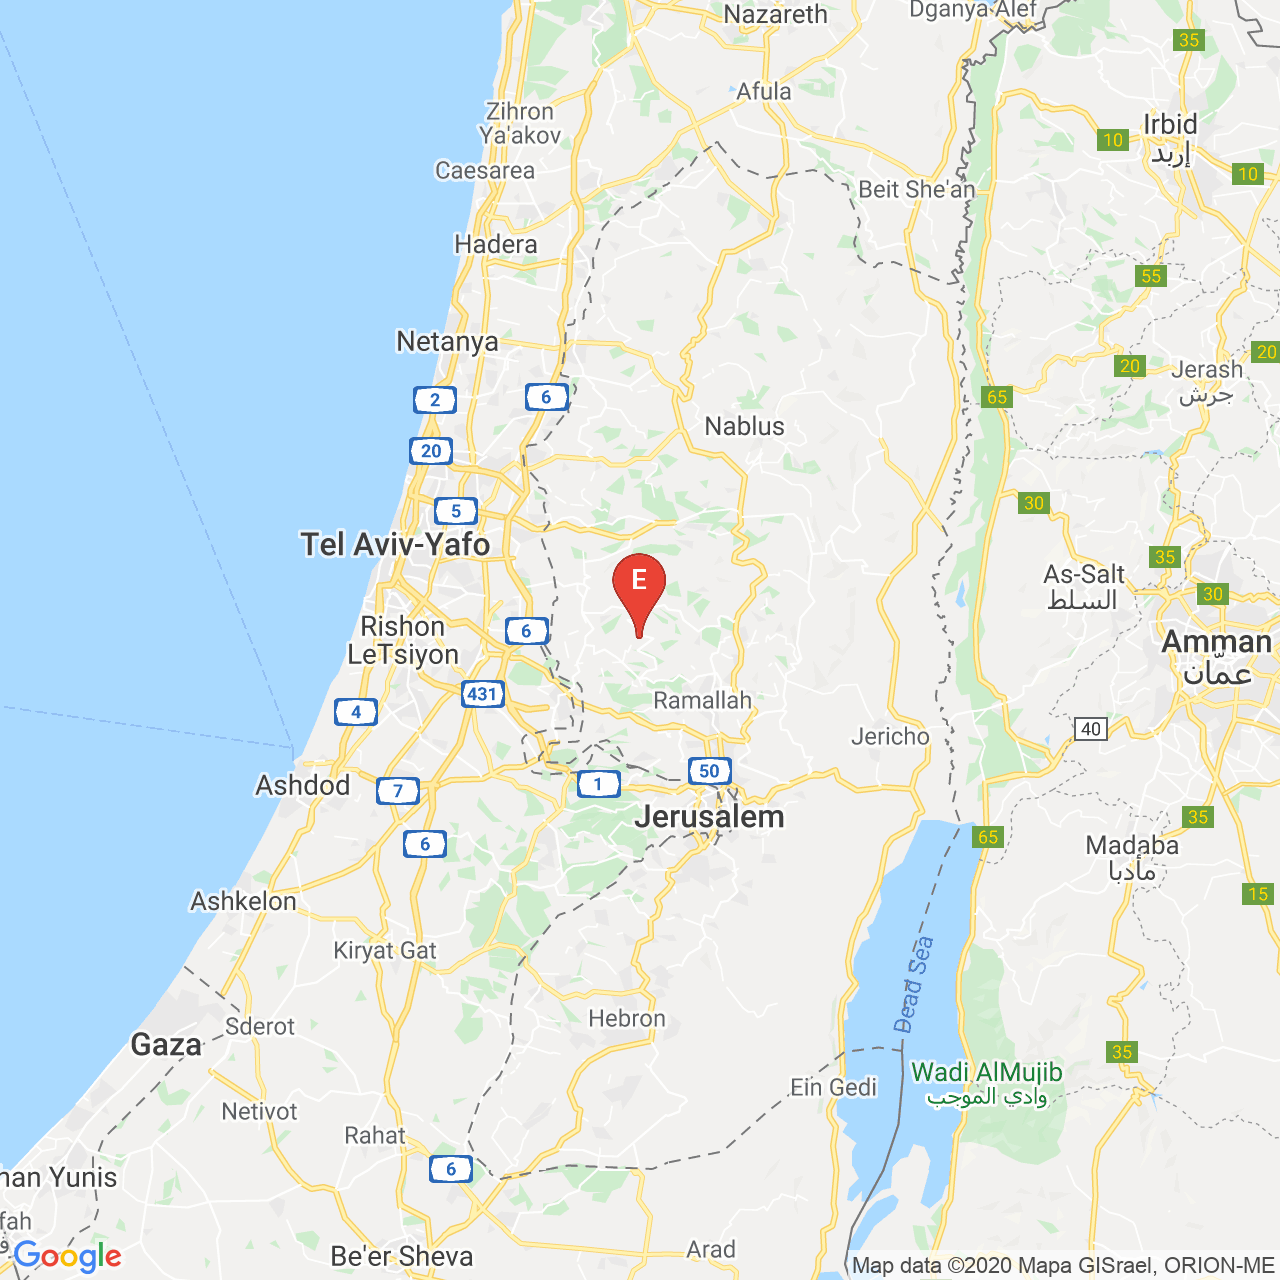 Nazareth
Dganya Alef
35
Afula
Zihron
Ya'akov
Irbid
إربد
10
Caesarea
10
Beit She'an
Hadera
55
Netanya
20
20
Jerash
جرش
2
6
65
Nablus
20
30
5
Tel Aviv-Yafo
35
E
As-Salt
السلط
30
Rishon
LeTsiyon
6
Amman
عمّان
431
Ramallah
4
40
Jericho
50
Ashdod
7
1
Jerusalem
35
6
65
Madaba
مأدبا
Ashkelon
15
Kiryat Gat
Dead Sea
Sderot
Hebron
Gaza
35
Wadi AlMujib
وادي الموجب
Ein Gedi
Netivot
Rahat
6
nan Yunis
fah
Google
Be'er Sheva
Arad
Map data ©2020 Mapa GISrael, ORION-ME